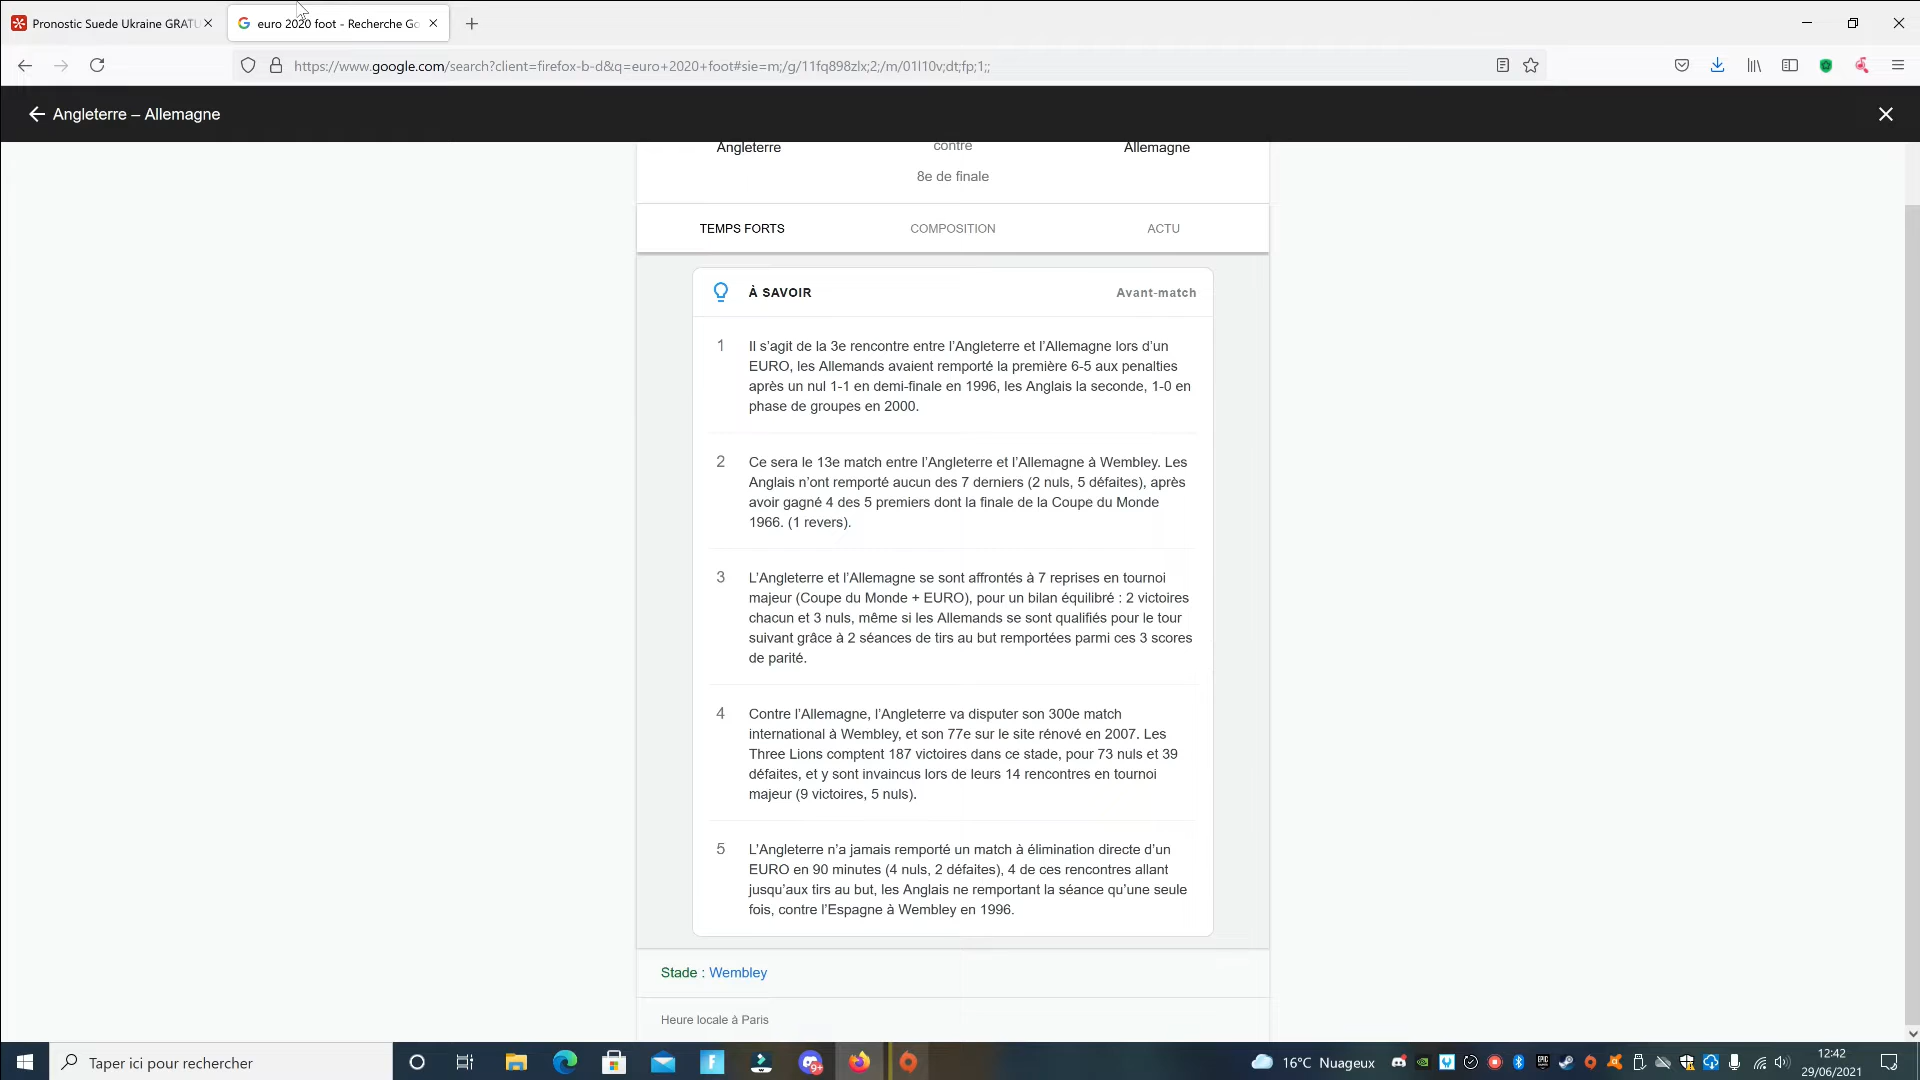 Pronostic Suede Ukraine GRATU
euro 2020 foot - Recherche Go
https://www.google.com/search?client=firefox-b-d&q=euro+2020+foot#sie=m;/g/11fq898zlx;2;/m/01l10v;dt;fp;1;;
Angleterre – Allemagne
Angleterre contre Allemagne
8e de finale
TEMPS FORTS COMPOSITION ACTU
À SAVOIR Avant-match
1 Il s’agit de la 3e rencontre entre l’Angleterre et l’Allemagne lors d’un
EURO, les Allemands avaient remporté la première 6-5 aux penalties
après un nul 1-1 en demi-finale en 1996, les Anglais la seconde, 1-0 en
phase de groupes en 2000.
2 Ce sera le 13e match entre l’Angleterre et l’Allemagne à Wembley. Les
Anglais n’ont remporté aucun des 7 derniers (2 nuls, 5 défaites), après
avoir gagné 4 des 5 premiers dont la finale de la Coupe du Monde
1966. (1 revers).
3 L’Angleterre et l’Allemagne se sont affrontés à 7 reprises en tournoi
majeur (Coupe du Monde + EURO), pour un bilan équilibré : 2 victoires
chacun et 3 nuls, même si les Allemands se sont qualifiés pour le tour
suivant grâce à 2 séances de tirs au but remportées parmi ces 3 scores
de parité.
4 Contre l’Allemagne, l’Angleterre va disputer son 300e match
international à Wembley, et son 77e sur le site rénové en 2007. Les
Three Lions comptent 187 victoires dans ce stade, pour 73 nuls et 39
défaites, et y sont invaincus lors de leurs 14 rencontres en tournoi
majeur (9 victoires, 5 nuls).
5 L’Angleterre n’a jamais remporté un match à élimination directe d’un
EURO en 90 minutes (4 nuls, 2 défaites), 4 de ces rencontres allant
jusqu’aux tirs au but, les Anglais ne remportant la séance qu’une seule
fois, contre l’Espagne à Wembley en 1996.
Stade : Wembley
Heure locale à Paris
Taper ici pour rechercher
9+
16°C Nuageux
12:42
29/06/2021